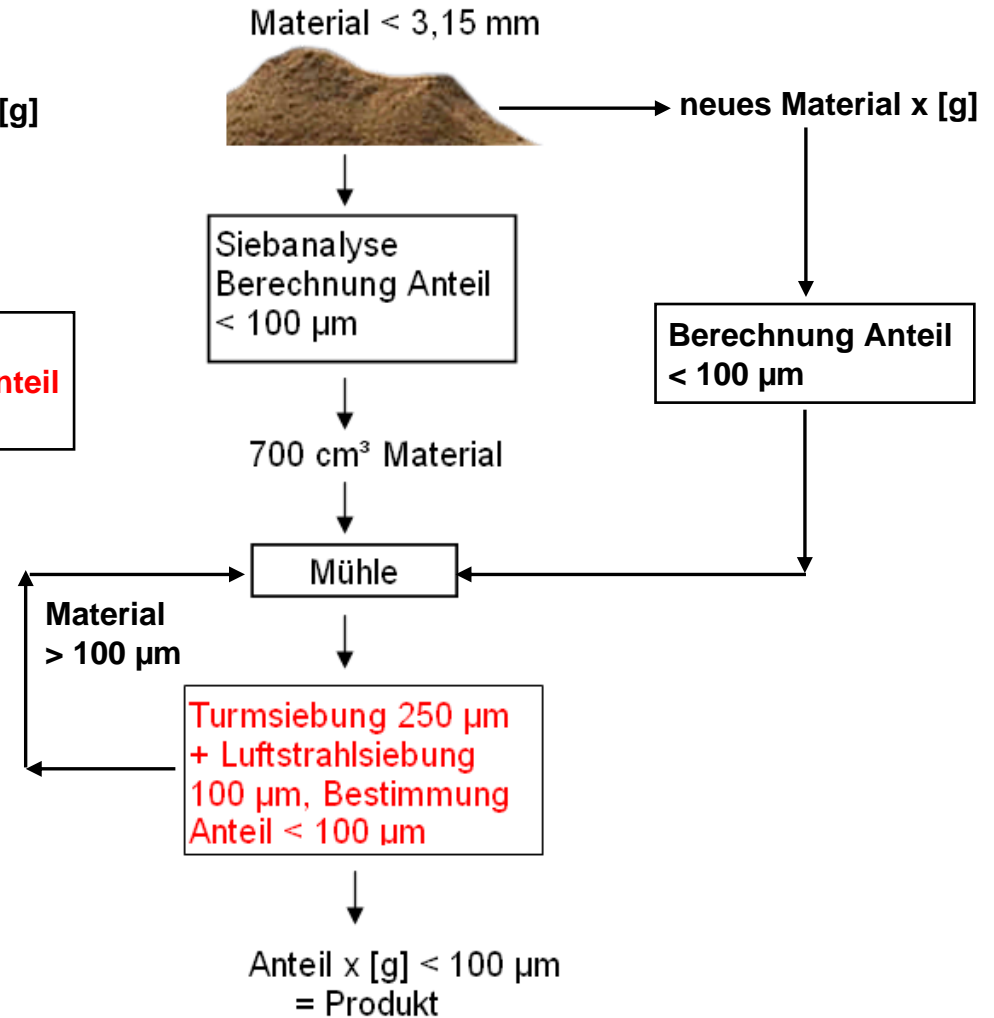 Material < 3,15 mm
[g]
neues Material x [g]
Siebanalyse
Berechnung Anteil
< 100 µm
Berechnung Anteil
< 100 µm
nteil
700 cm³ Material
Mühle
Material
> 100 µm
Turmsiebung 250 µm
+ Luftstrahlsiebung
100 µm, Bestimmung
Anteil < 100 µm
Anteil x [g] < 100 µm
= Produkt